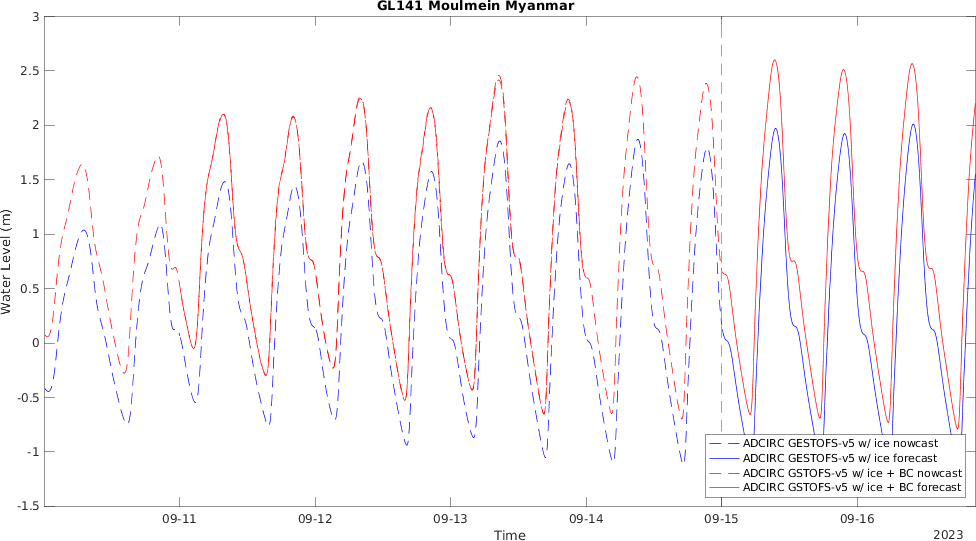 GL141 Moulmein Myanmar
3
2.5
2
1.5
1
0.5
0
-0.5
-1
-1.5
Water Level (m)
ADCIRC GESTOFS-v5 w/ ice nowcast
ADCIRC GESTOFS-v5 w/ ice forecast
ADCIRC GSTOFS-v5 w/ ice + BC nowcast
ADCIRC GSTOFS-v5 w/ ice + BC forecast
09-11 09-12 09-13 09-14 09-15 09-16
Time
2023